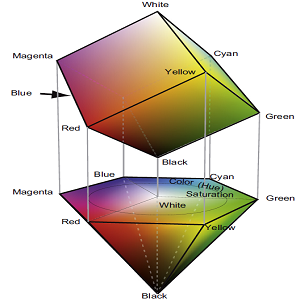 White
Magenta
Cyan
Yellow
Blue
Red
Green
Black
Blue
Cyan
Color (Hue)
Magenta
Saturation
Green
White
Red
Yellow
Black